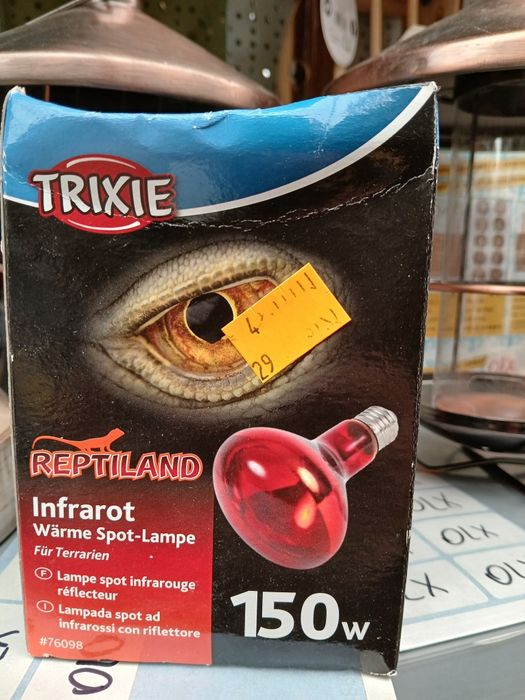 TRIXIE
29
REPTILAND
Infrarot
Wärme Spot-Lampe
Für Terrarien
F Lampe spot infrarouge
réflecteur
I Lampada spot ad
infrarossi con riflettore
#76098
150w
OLX
OLX
OLX